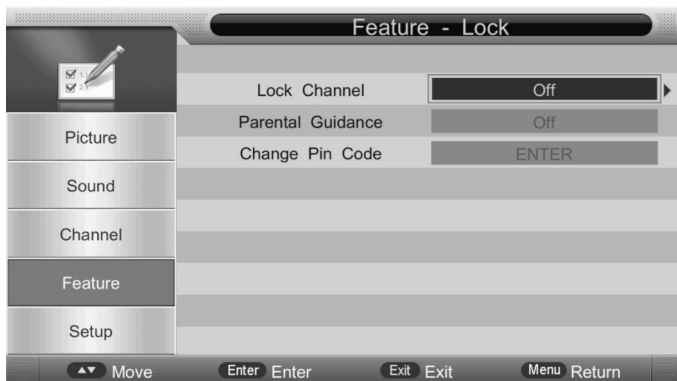 Feature - Lock
Lock Channel Off
Parental Guidance Off
Change Pin Code ENTER
Picture
Sound
Channel
Feature
Setup
Move Enter Enter Exit Exit Menu Return